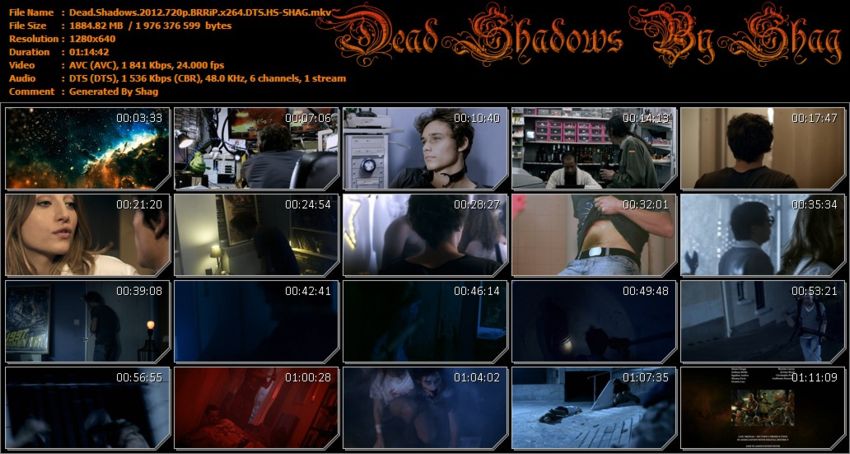 File Name : Dead.Shadows.2012.720p.BRRiP.x264.DTS.HS-SHAG.mkv
File Size : 1884.82 MB / 1 976 376 599 bytes
Resolution : 1280x640
Duration : 01:14:42
Video : AVC (AVC), 1 841 Kbps, 24.000 fps
Audio : DTS (DTS), 1 536 Kbps (CBR), 48.0 KHz, 6 channels, 1 stream
Comment : Generated By Shag
Dead Shadows By Shag
00:03:33 00:07:06 00:10:40 00:14:13 00:17:47
00:21:20 00:24:54 00:28:27 00:32:01 00:35:34
00:39:08 00:42:41 00:46:14 00:49:48 00:53:21
00:56:55 01:00:28 01:04:02 01:07:35 01:11:09